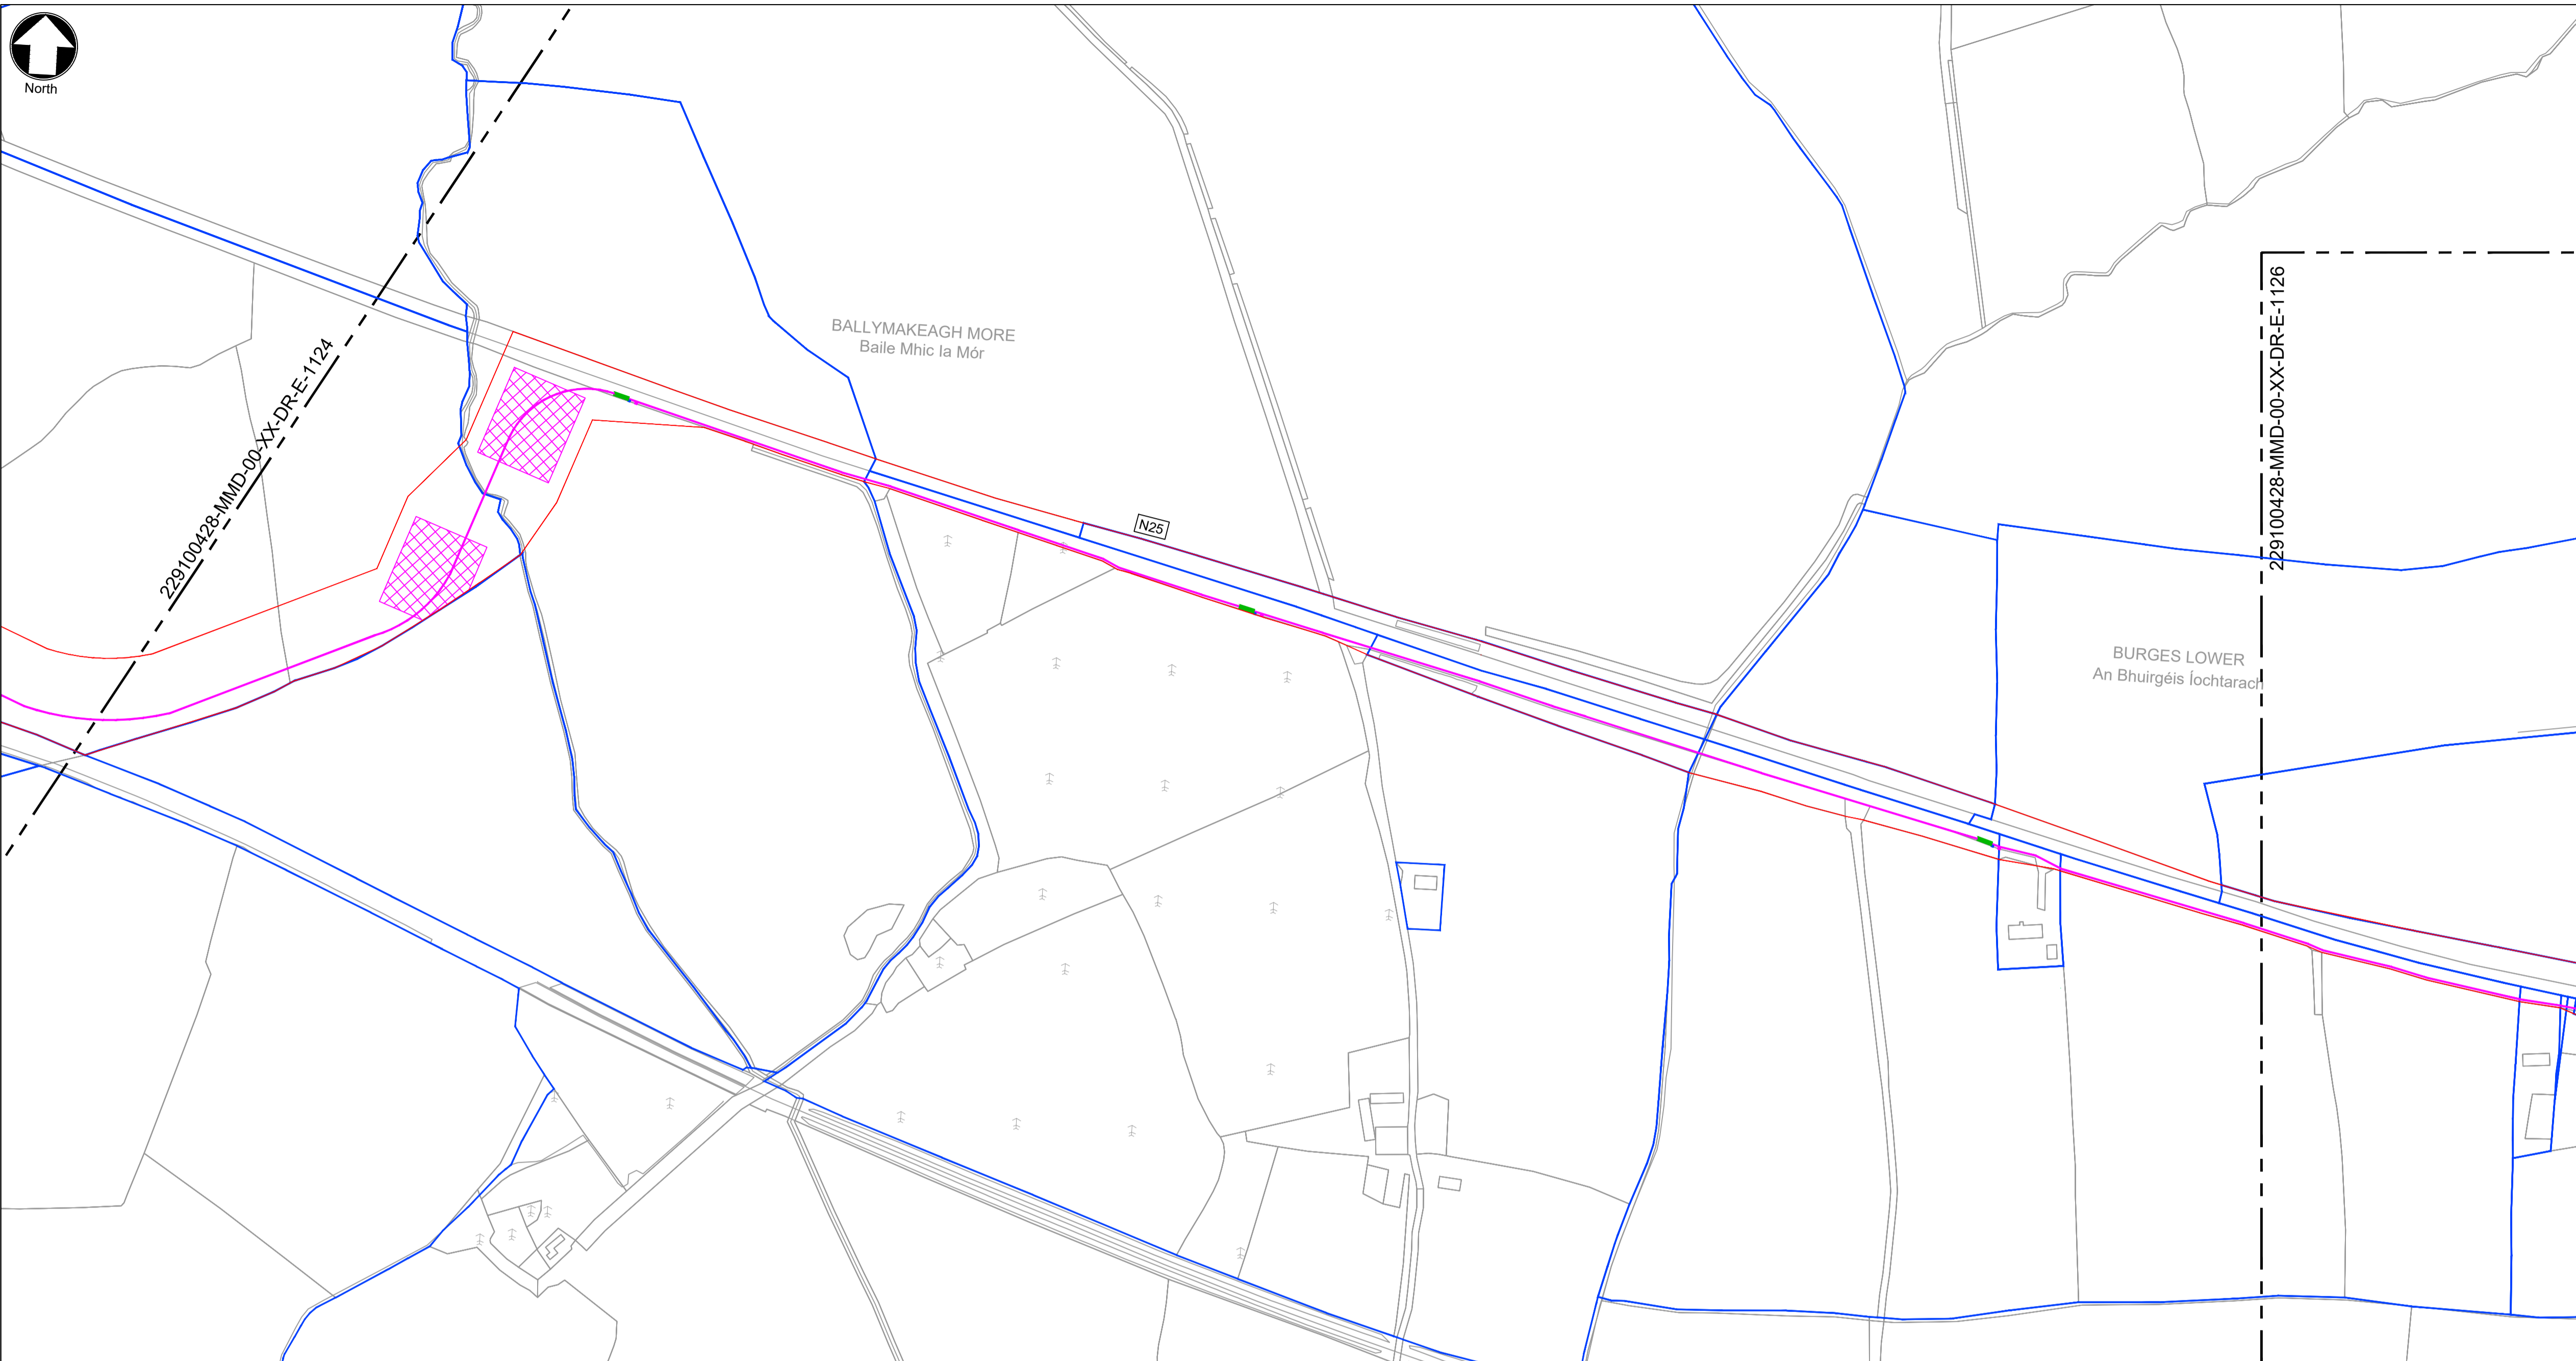 North
229100428-MMD-00-XX-DR-E-1124
BALLYMAKEAGH MORE
Baile Mhic Ia Mór
N25
229100428-MMD-00-XX-DR-E-1126
BURGES LOWER
An Bhuirgéis Íochtarach